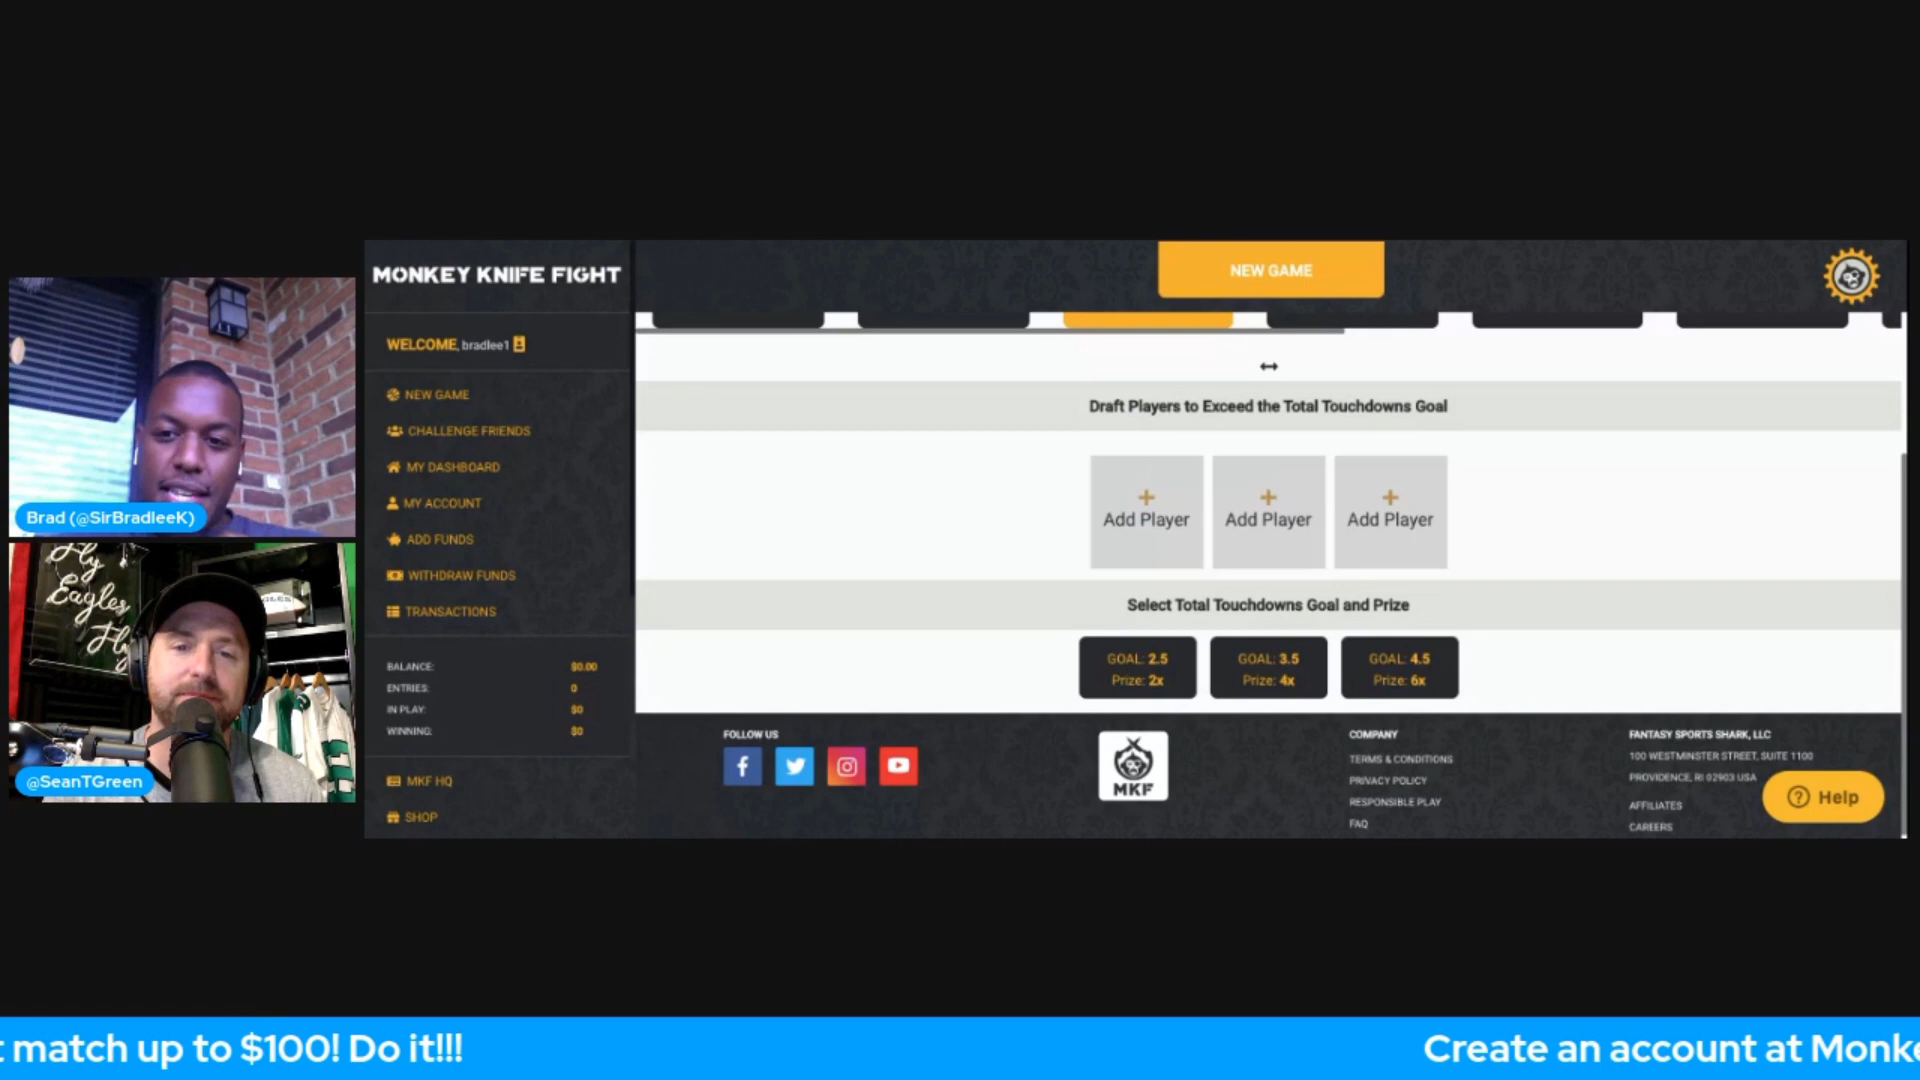 MONKEY KNIFE FIGHT
NEW GAME
WELCOME, bradlee1
NEW GAME
CHALLENGE FRIENDS
MY DASHBOARD
MY ACCOUNT
ADD FUNDS
WITHDRAW FUNDS
TRANSACTIONS
BALANCE: $0.00
ENTRIES: 0
IN PLAY: $0
WINNING: $0
MKF HQ
SHOP
Draft Players to Exceed the Total Touchdowns Goal
+ + +
Add Player Add Player Add Player
Select Total Touchdowns Goal and Prize
GOAL: 2.5 GOAL: 3.5 GOAL: 4.5
Prize: 2x Prize: 4x Prize: 6x
FOLLOW US
MKF
COMPANY
TERMS & CONDITIONS
PRIVACY POLICY
RESPONSIBLE PLAY
FAQ
FANTASY SPORTS SHARK, LLC
100 WESTMINSTER STREET, SUITE 1100
PROVIDENCE, RI 02903 USA
AFFILIATES
CAREERS
Help
Brad (@SirBradleeK)
Fly
Eagles
Fly
@SeanTGreen
t match up to $100! Do it!!!
Create an account at Monke